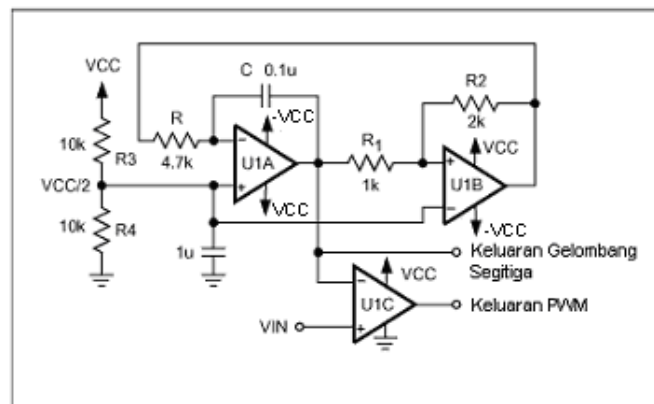 VCC
C 0.1u
-VCC
R2
2k
R
4.7k
U1A
R1
1k
VCC
U1B
10k
R3
VCC/2
VCC
10k
R4
-VCC
1u
Keluaran Gelombang
Segitiga
VCC
U1C
Keluaran PWM
VIN